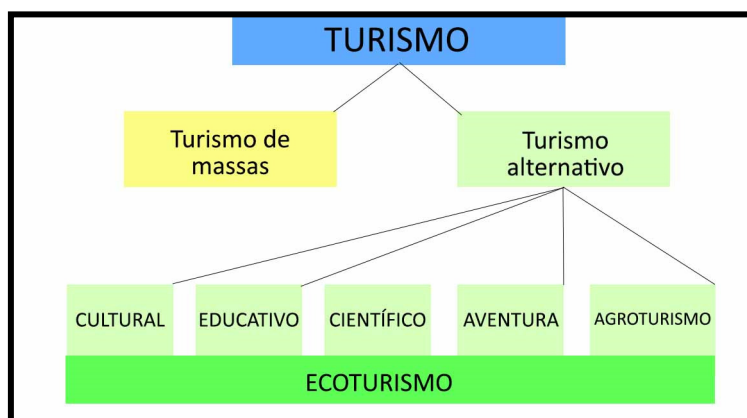 TURISMO
Turismo de
massas
Turismo
alternativo
CULTURAL
EDUCATIVO
CIENTÍFICO
AVENTURA
AGROTURISMO
ECOTURISMO